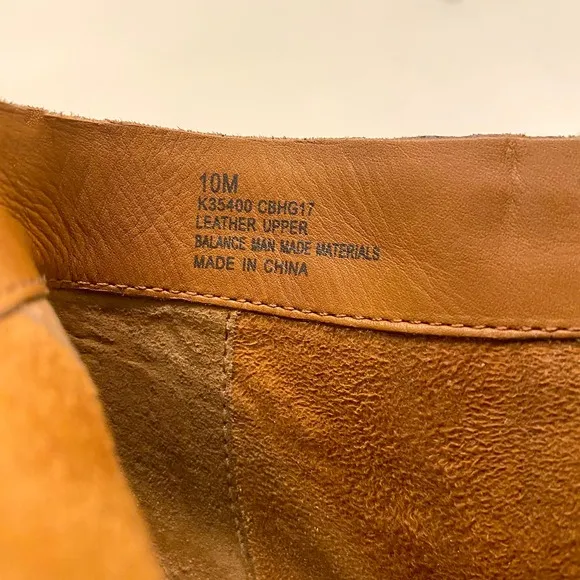 10M
K35400 CBHG17
LEATHER UPPER
BALANCE MAN MADE MATERIALS
MADE IN CHINA